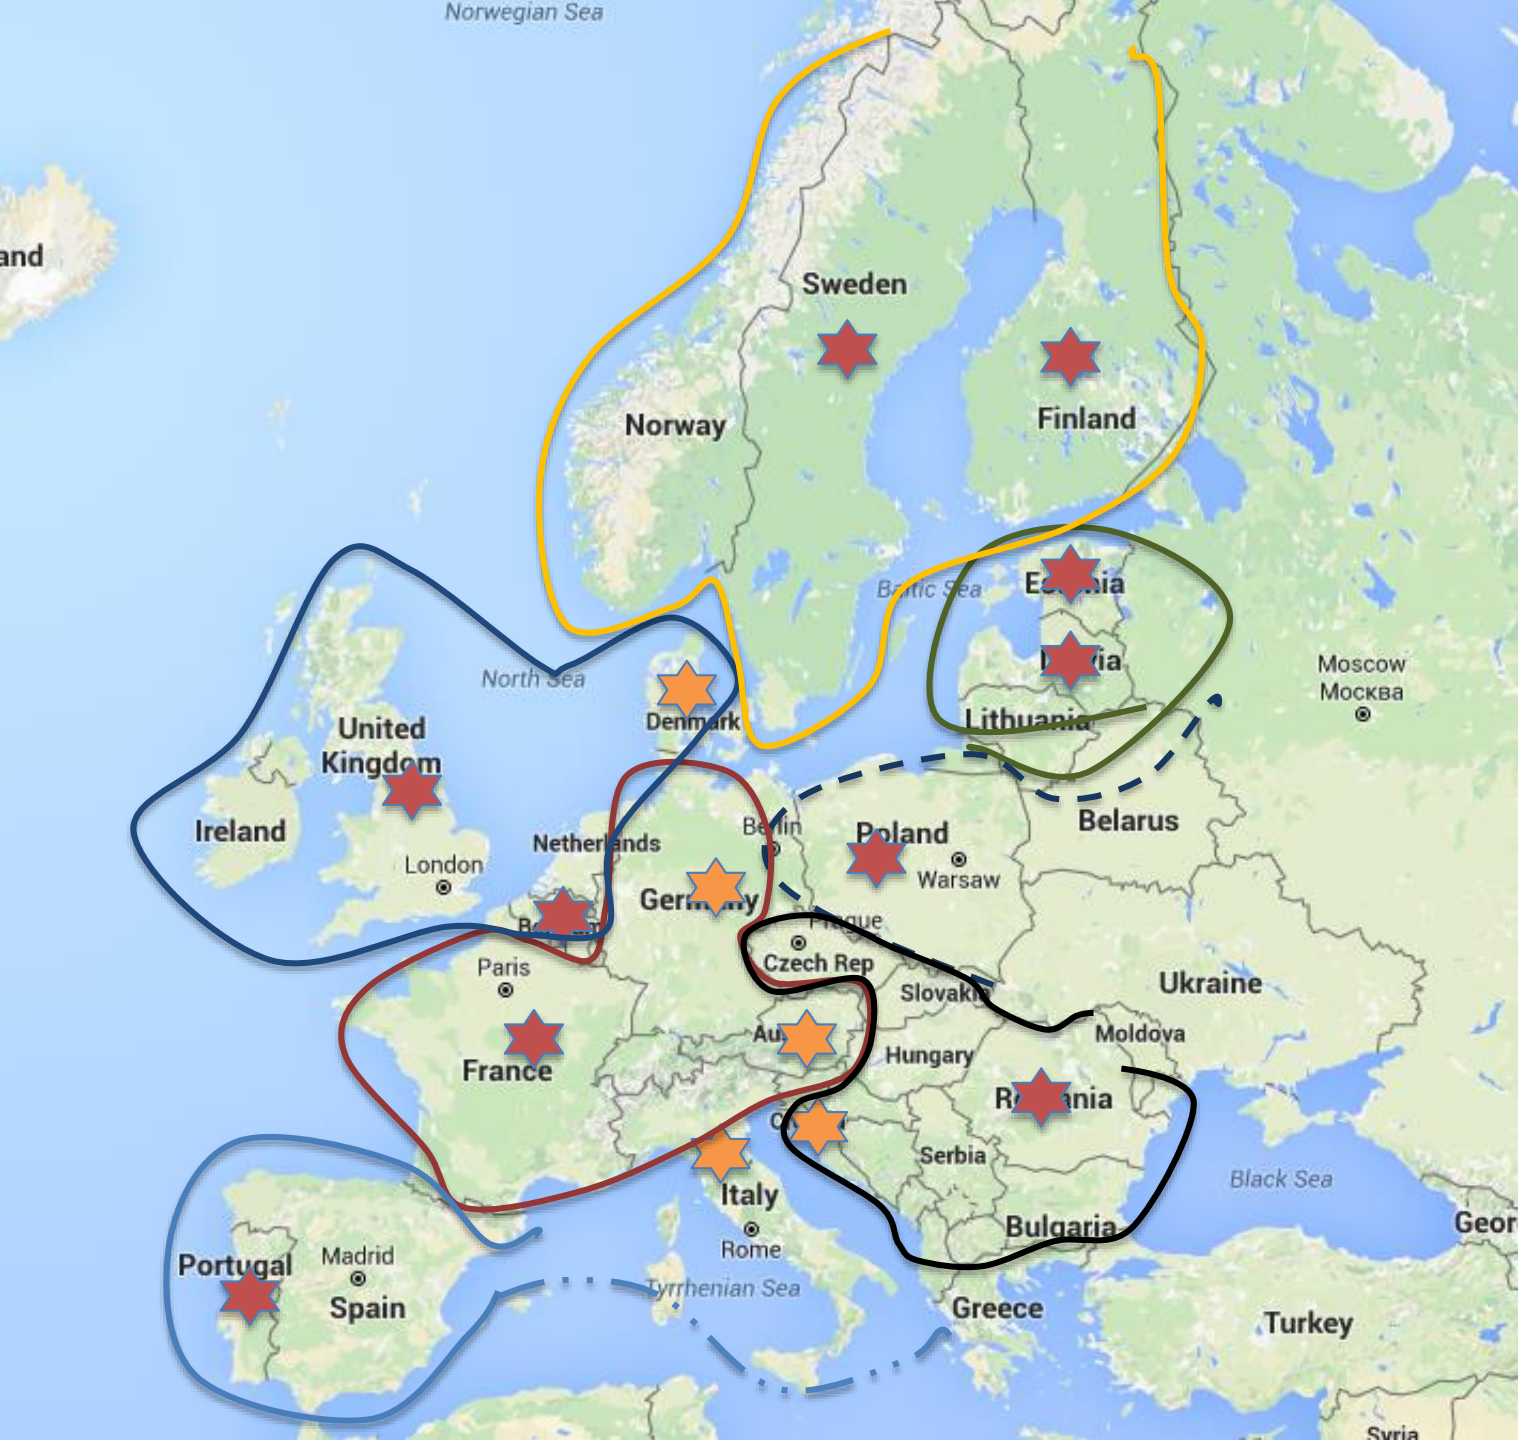 Norwegian Sea
and
Sweden
Finland
Norway
Baltic Sea
North Sea
Denmark
Lithuania
Moscow
Москва
United
Kingdom
Ireland
London
Netherlands
Berlin
Poland
Warsaw
Belarus
Prague
Czech Rep
Slovakia
Ukraine
Paris
France
Hungary
Moldova
Serbia
Bulgaria
Black Sea
Italy
Rome
Portugal
Madrid
Spain
Tyrrhenian Sea
Greece
Turkey
Geor
Syria